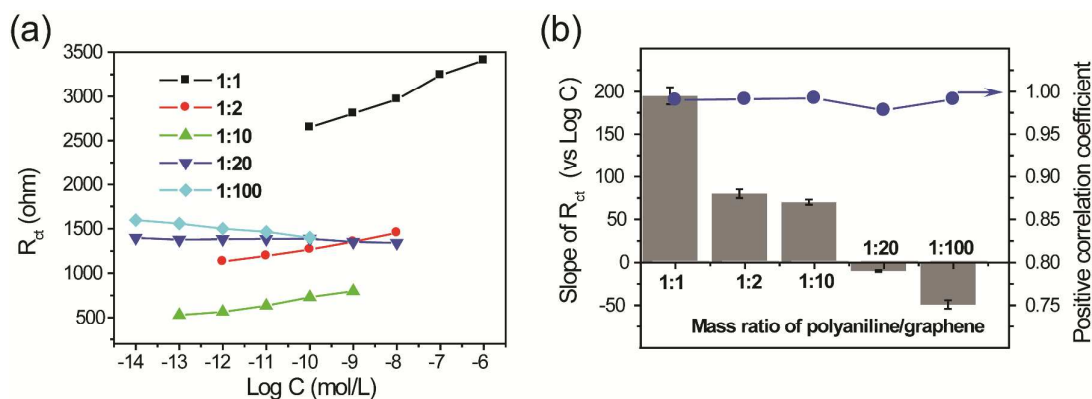 (a)
3500
3000
2500
2000
1500
1000
500
R_ct (ohm)
1:1
1:2
1:10
1:20
1:100
-14 -13 -12 -11 -10 -9 -8 -7 -6
Log C (mol/L)
(b)
200
150
100
50
0
-50
Slope of R_ct (vs Log C)
1:1 1:2 1:10 1:20 1:100
Mass ratio of polyaniline/graphene
1.00
0.95
0.90
0.85
0.80
0.75
Positive correlation coefficient